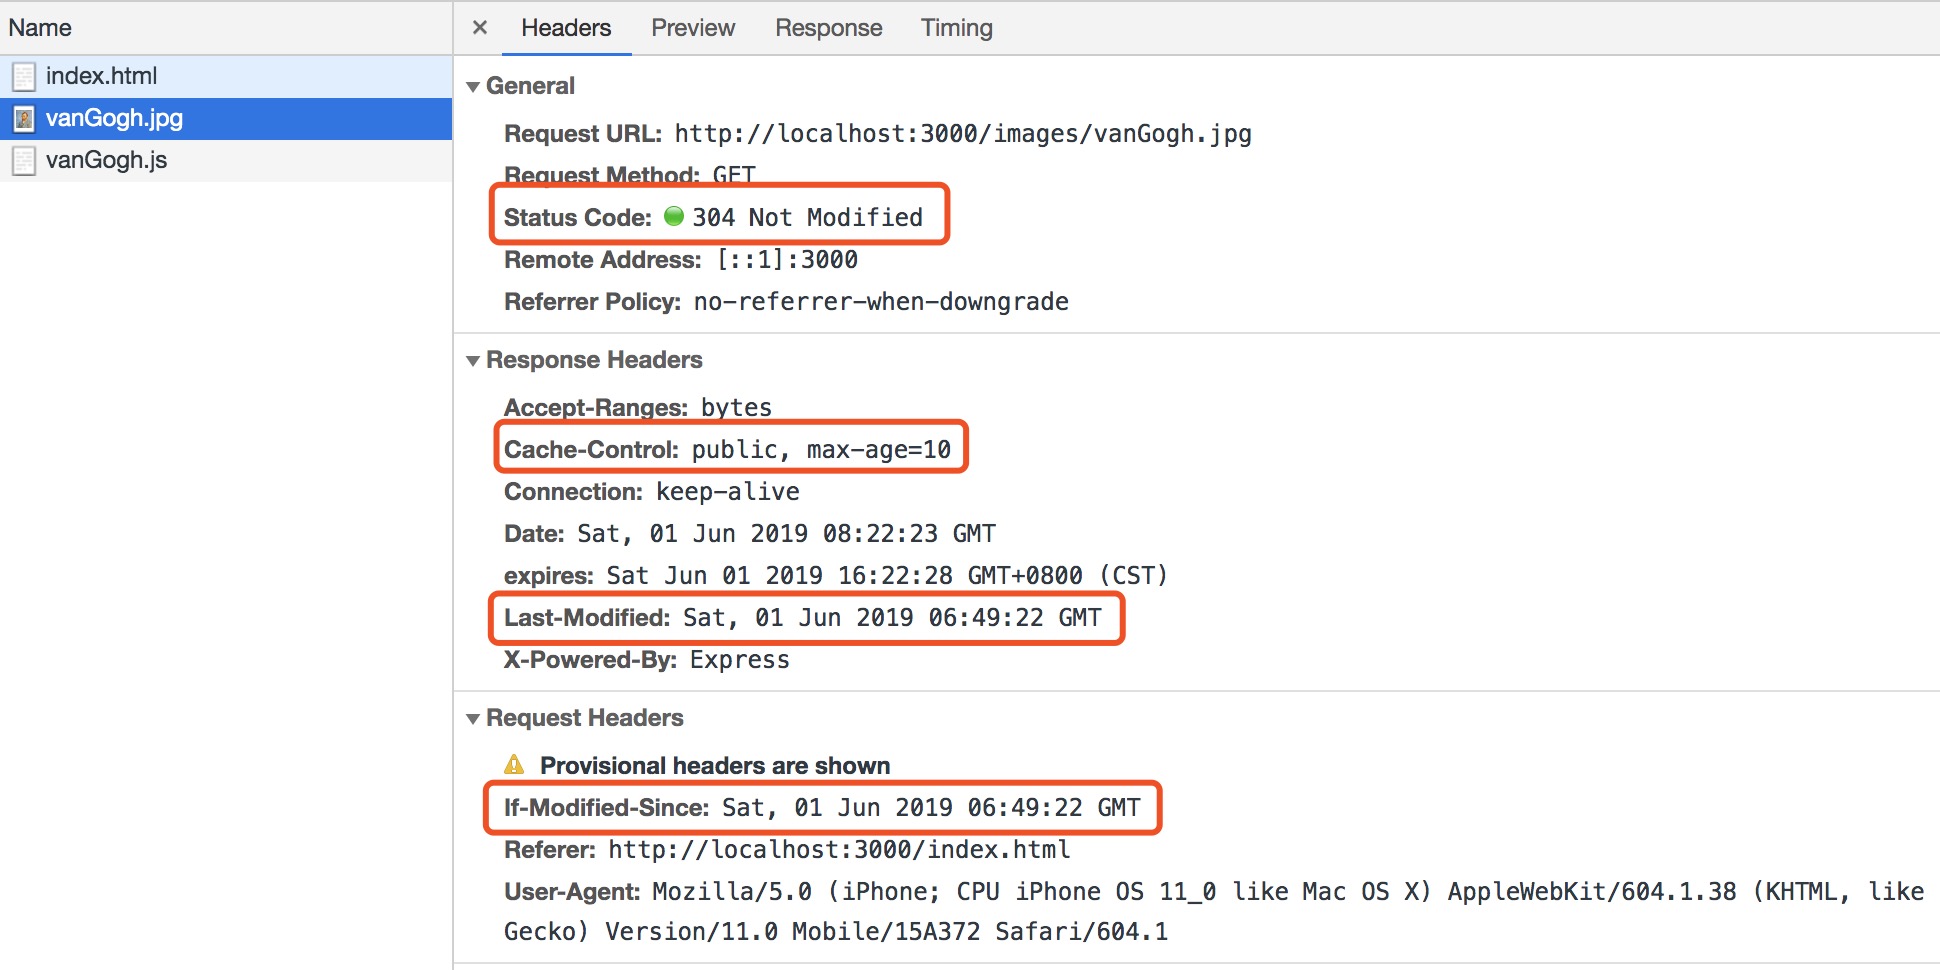 Name
× Headers Preview Response Timing
index.html
vanGogh.jpg
vanGogh.js
General
Request URL: http://localhost:3000/images/vanGogh.jpg
Request Method: GET
Status Code: 304 Not Modified
Remote Address: [::1]:3000
Referrer Policy: no-referrer-when-downgrade
Response Headers
Accept-Ranges: bytes
Cache-Control: public, max-age=10
Connection: keep-alive
Date: Sat, 01 Jun 2019 08:22:23 GMT
expires: Sat Jun 01 2019 16:22:28 GMT+0800 (CST)
Last-Modified: Sat, 01 Jun 2019 06:49:22 GMT
X-Powered-By: Express
Request Headers
Provisional headers are shown
If-Modified-Since: Sat, 01 Jun 2019 06:49:22 GMT
Referer: http://localhost:3000/index.html
User-Agent: Mozilla/5.0 (iPhone; CPU iPhone OS 11_0 like Mac OS X) AppleWebKit/604.1.38 (KHTML, like
Gecko) Version/11.0 Mobile/15A372 Safari/604.1